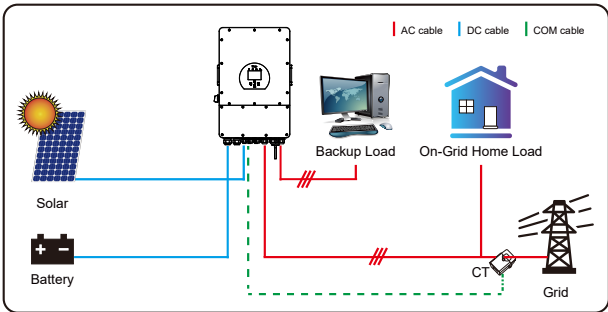 AC cable DC cable COM cable
Backup Load
On-Grid Home Load
Solar
Battery
CT
Grid